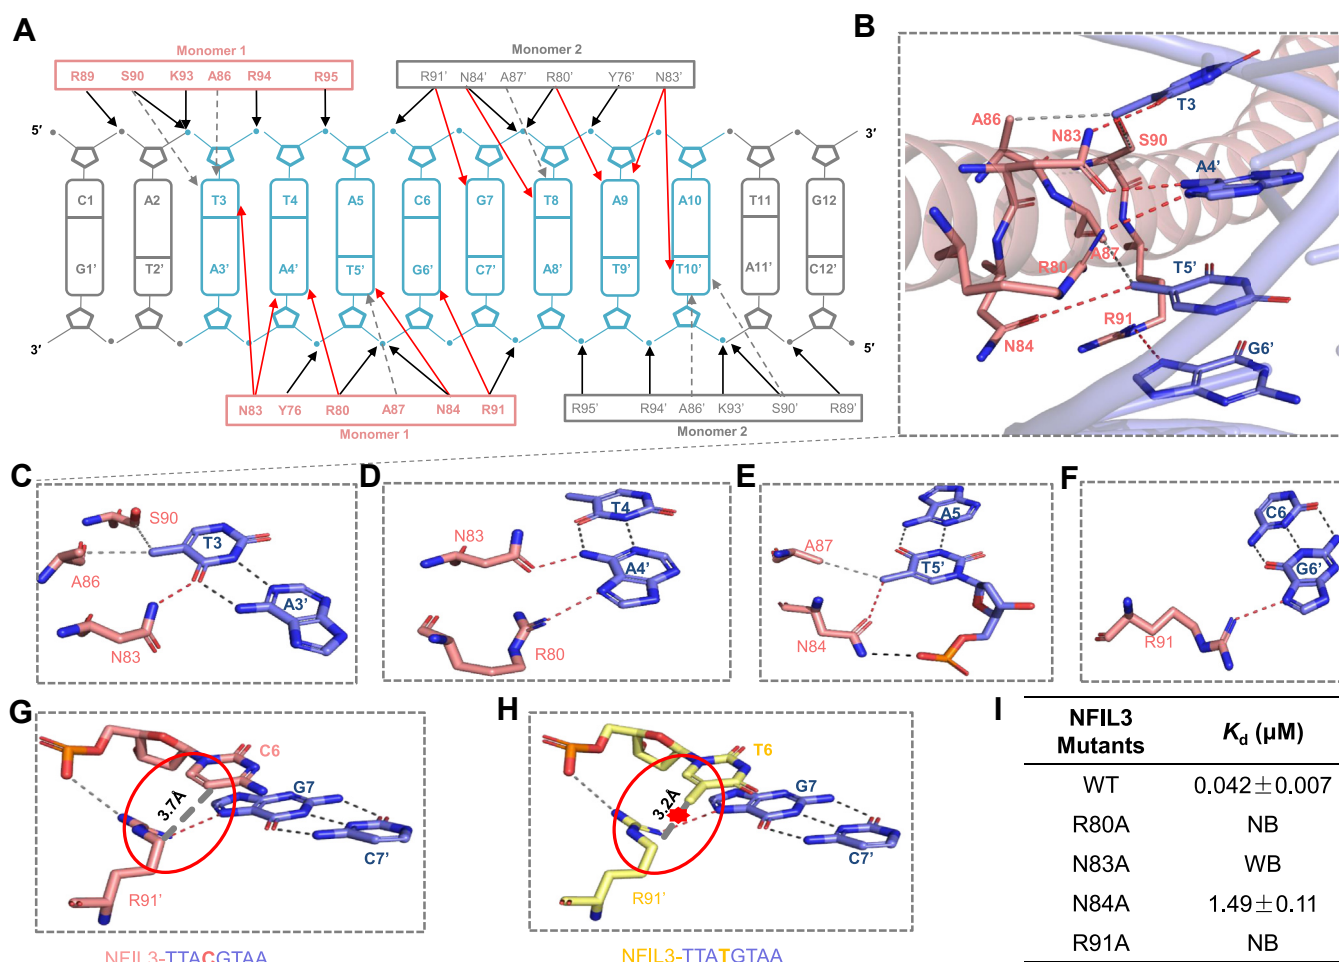 A
Monomer 1
R89 S90 K93 A86 R94 R95
Monomer 2
R91' N84' A87' R80' Y76' N83'
5' 3'
C1 A2 T3 T4 A5 C6 G7 T8 A9 A10 T11 G12
G1' T2' A3' A4' T5' G6' C7' A8' T9' T10' A11' C12'
3' 5'
N83 Y76 R80 A87 N84 R91
Monomer 1
R95' R94' A86' K93' S90' R89'
Monomer 2
B
T3
A86
N83
S90
A4'
A87
R80
T5'
R91
N84
G6'
C
S90
T3
A86
A3'
N83
D
T4
N83
A4'
R80
E
A5
A87
T5'
N84
F
C6
G6'
R91
G
C6
G7
3.7Å
C7'
R91'
NFIL3-TTACGTAA
H
T6
G7
3.2Å
C7'
R91'
NFIL3-TTATGTAA
I
NFIL3 Mutants Kd (μM)
WT 0.042±0.007
R80A NB
N83A WB
N84A 1.49±0.11
R91A NB